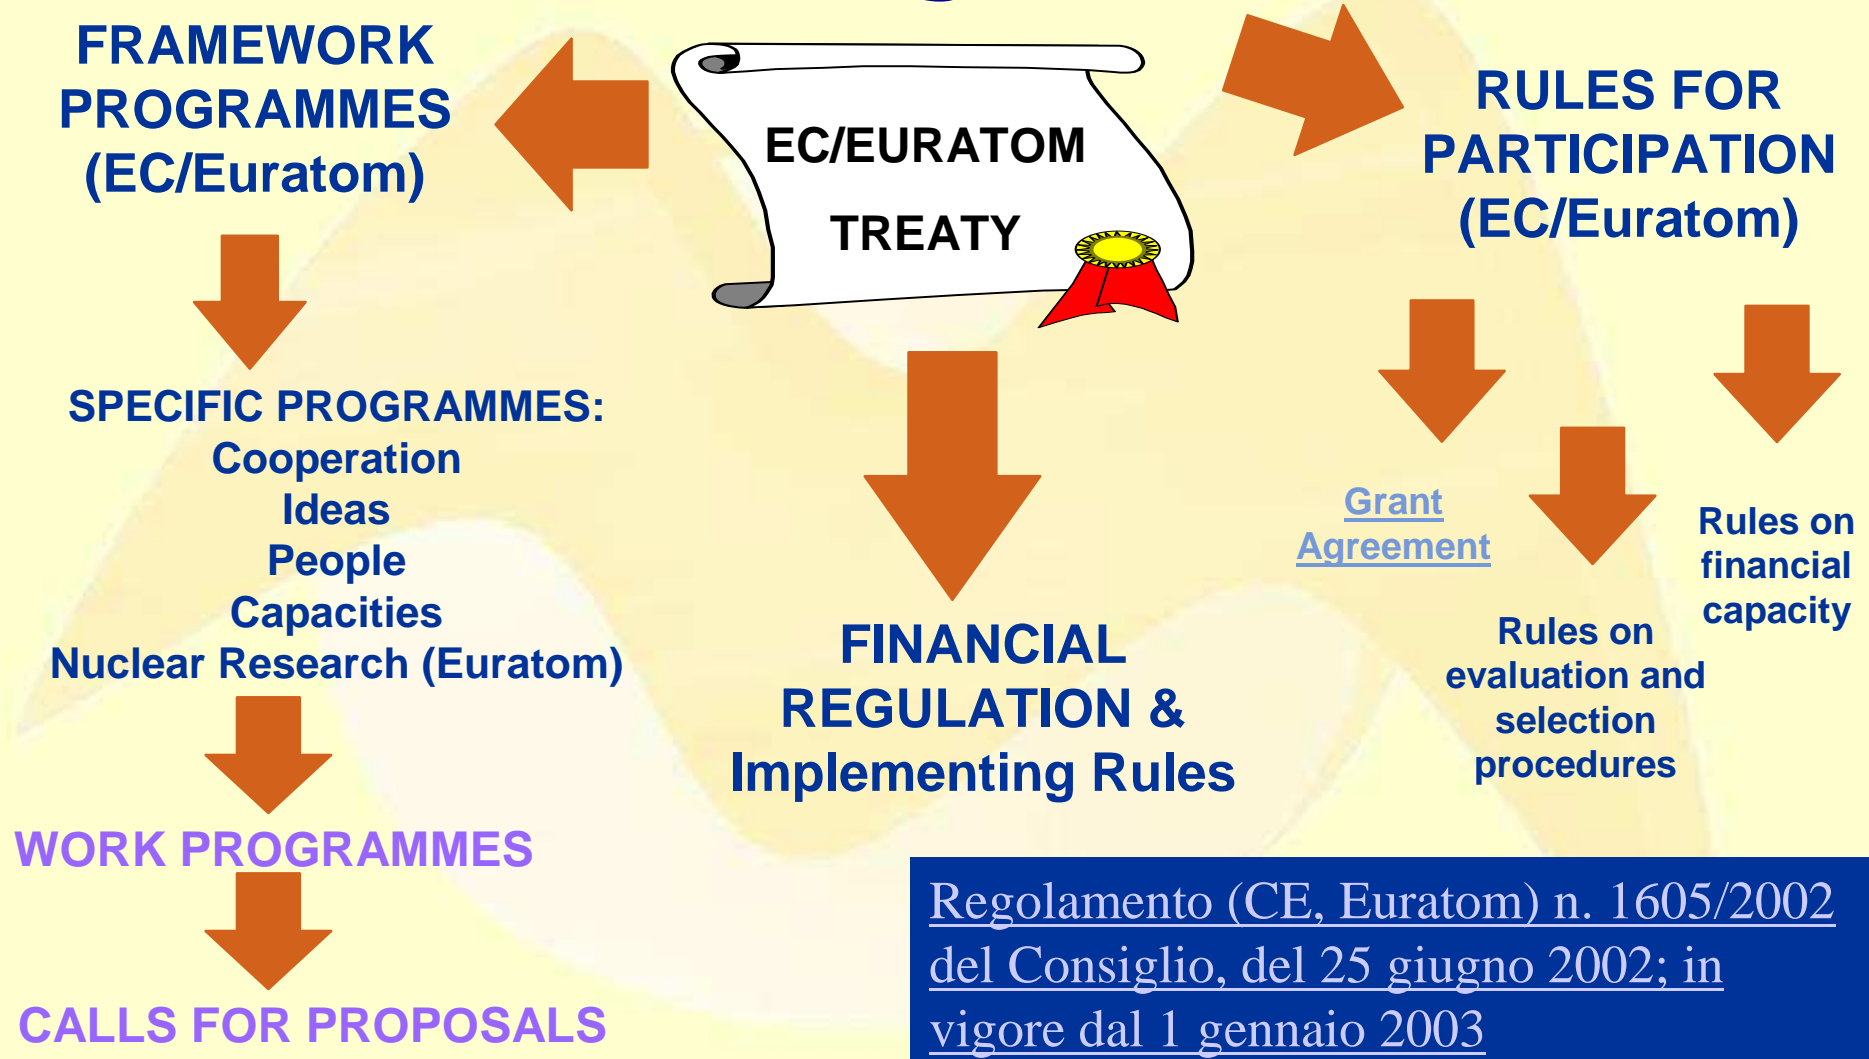 FRAMEWORK
PROGRAMMES
(EC/Euratom)
EC/EURATOM
TREATY
RULES FOR
PARTICIPATION
(EC/Euratom)
SPECIFIC PROGRAMMES:
Cooperation
Ideas
People
Capacities
Nuclear Research (Euratom)
WORK PROGRAMMES
CALLS FOR PROPOSALS
FINANCIAL
REGULATION &
Implementing Rules
Grant
Agreement
Rules on
evaluation and
selection
procedures
Rules on
financial
capacity
Regolamento (CE, Euratom) n. 1605/2002
del Consiglio, del 25 giugno 2002; in
vigore dal 1 gennaio 2003